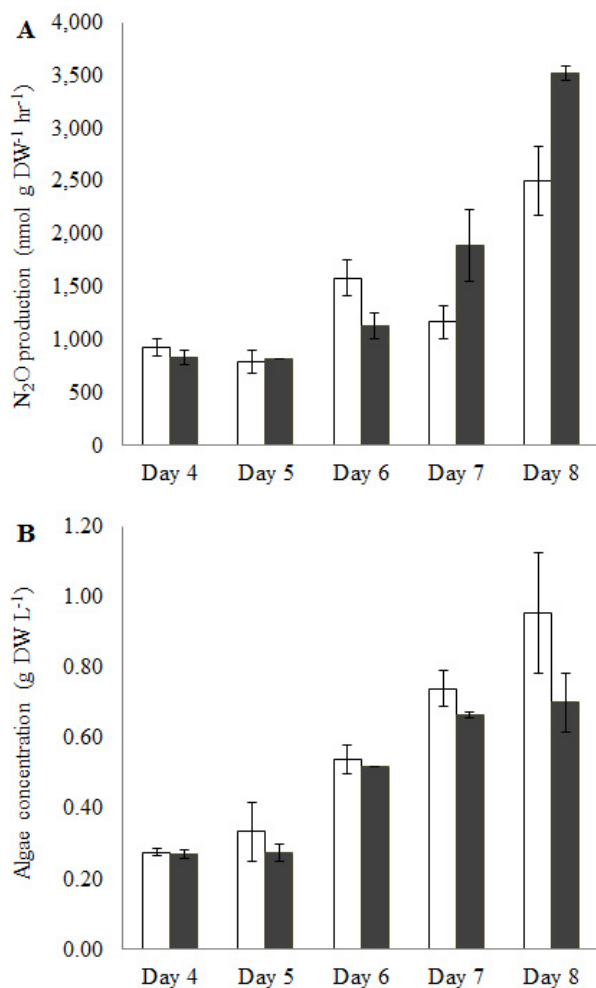 A
N₂O production (nmol g DW⁻¹ hr⁻¹)
4,000
3,500
3,000
2,500
2,000
1,500
1,000
500
0
Day 4 Day 5 Day 6 Day 7 Day 8
B
Algae concentration (g DW L⁻¹)
1.20
1.00
0.80
0.60
0.40
0.20
0.00
Day 4 Day 5 Day 6 Day 7 Day 8